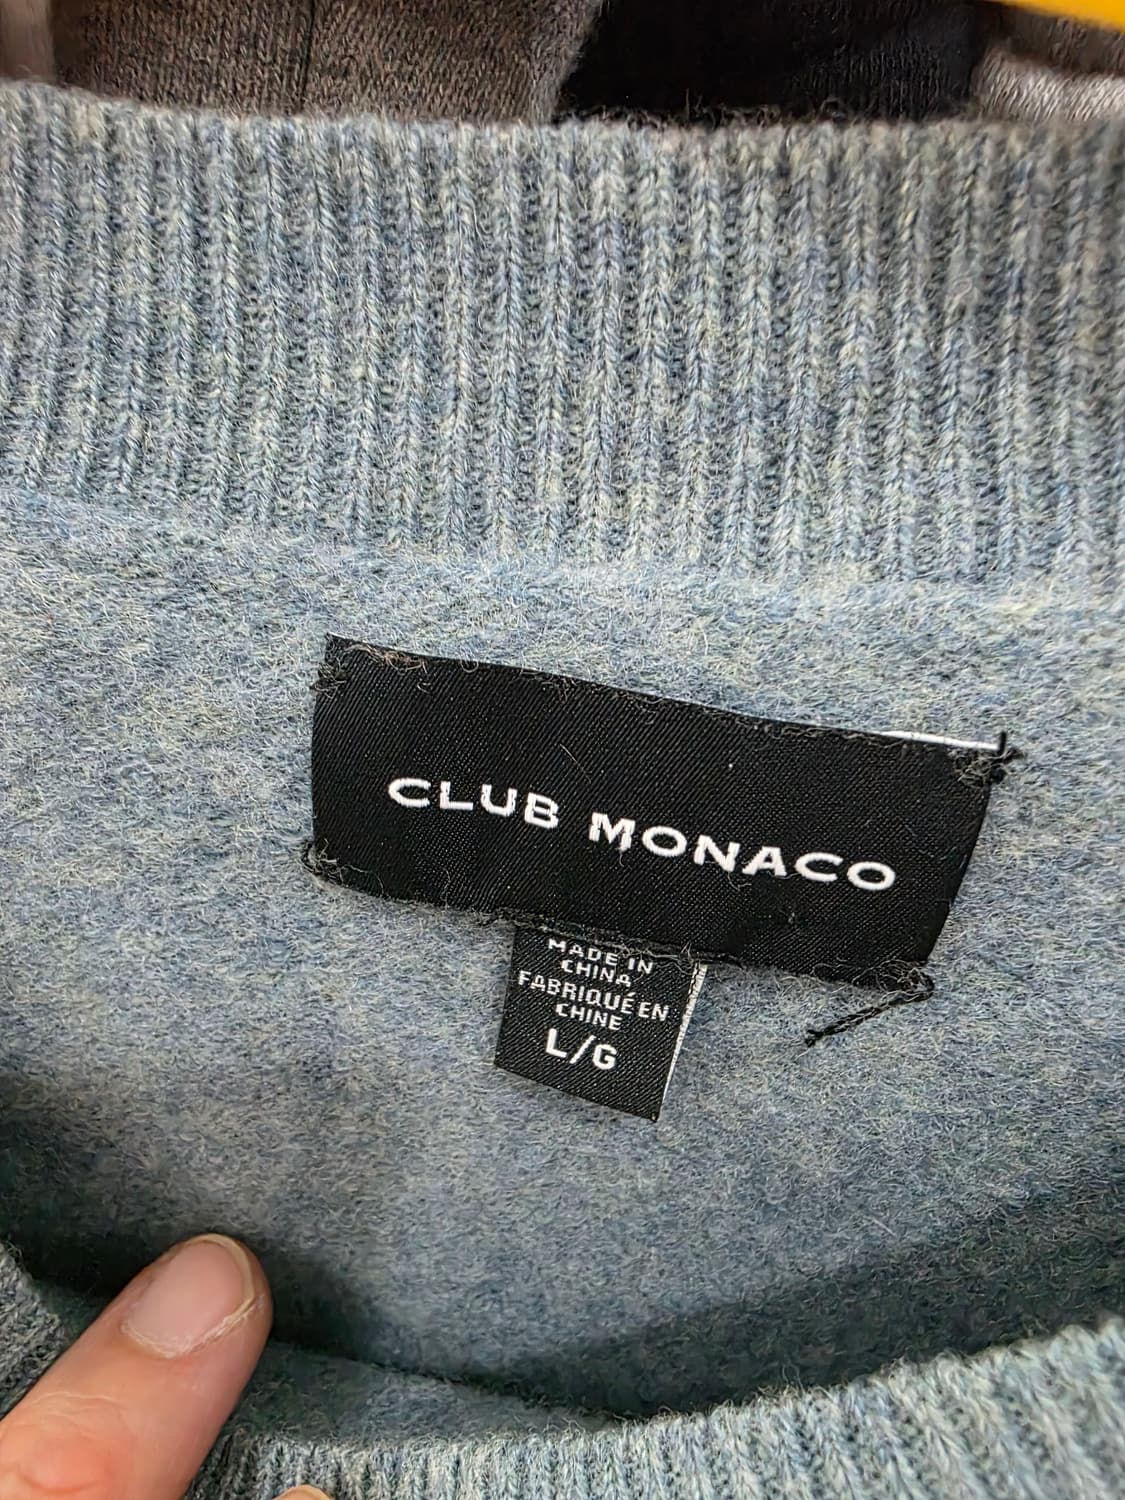 CLUB MONACO
MADE IN
CHINA
FABRIQUÉ EN
CHINE
L/G